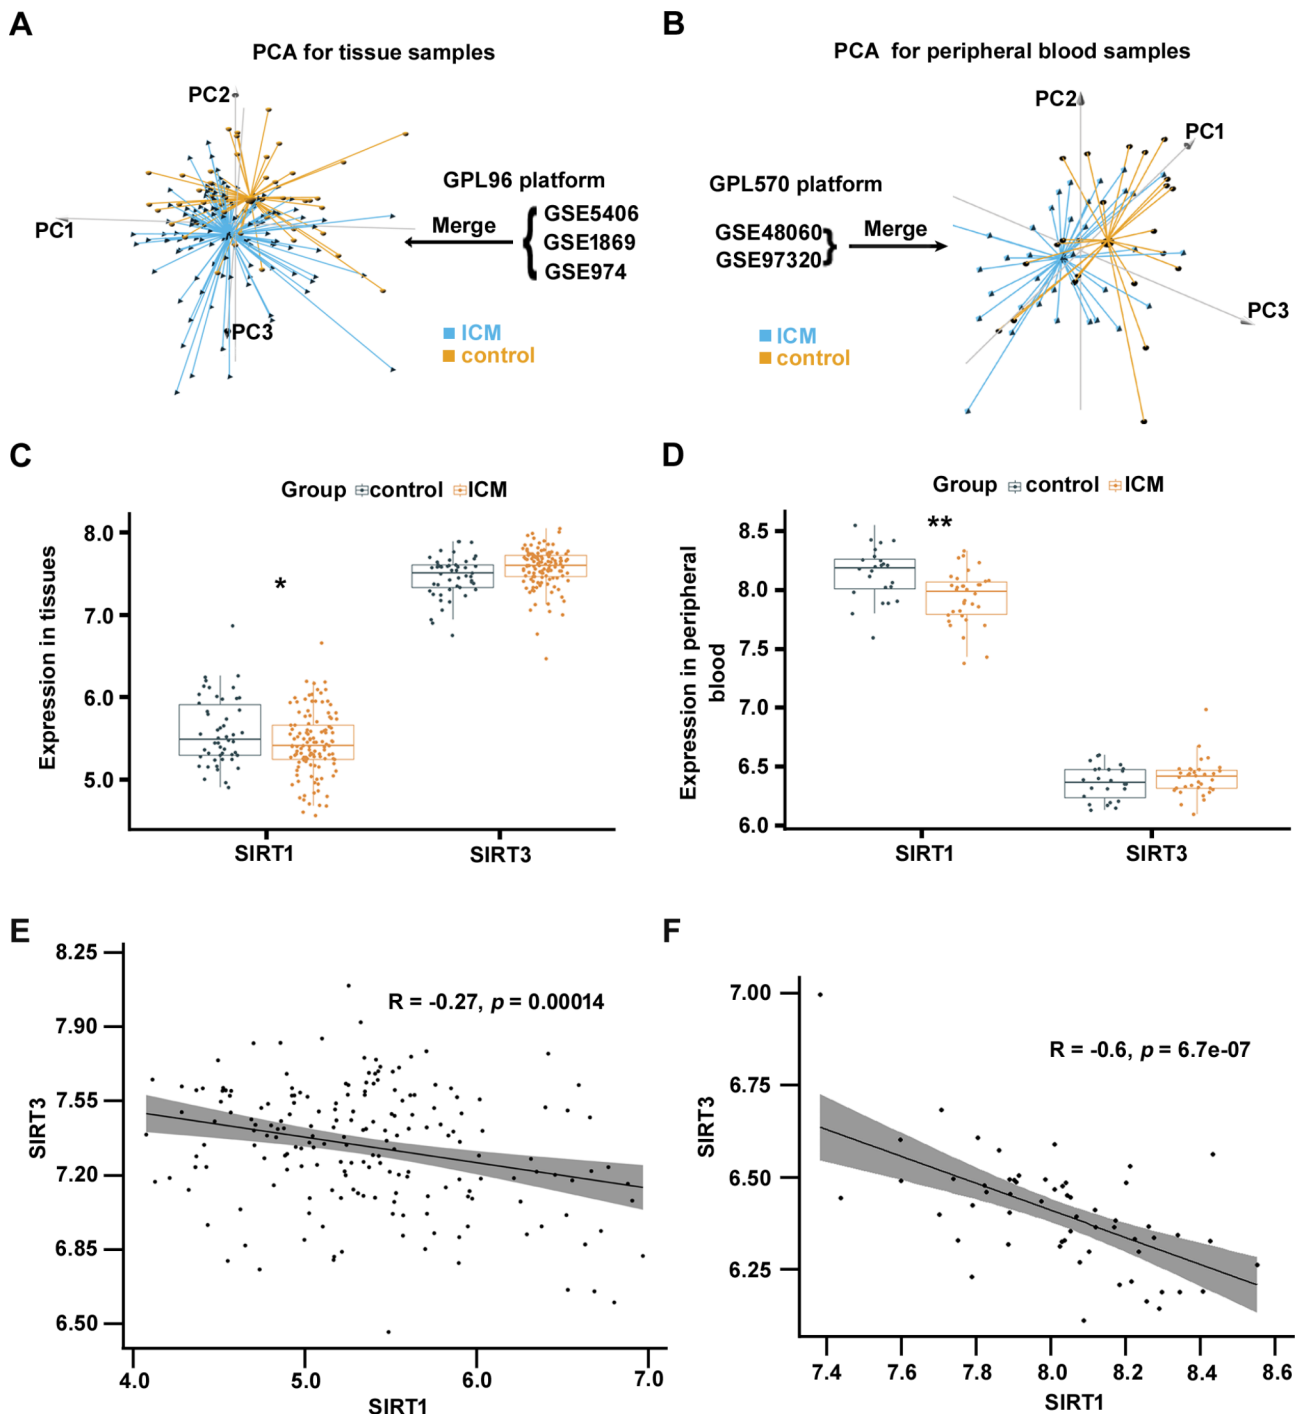 A
PCA for tissue samples
PC2
PC1
PC3
GPL96 platform
Merge
{
GSE5406
GSE1869
GSE974
ICM
control
B
PCA for peripheral blood samples
PC2
PC1
PC3
GPL570 platform
GSE48060
GSE97320
}
Merge
ICM
control
C
Group control ICM
Expression in tissues
8.0
7.0
6.0
5.0
*
SIRT1
SIRT3
D
Group control ICM
Expression in peripheral
blood
8.5
8.0
7.5
7.0
6.5
6.0
**
SIRT1
SIRT3
E
SIRT3
8.25
7.90
7.55
7.20
6.85
6.50
R = -0.27, p = 0.00014
4.0 5.0 6.0 7.0
SIRT1
F
SIRT3
7.00
6.75
6.50
6.25
R = -0.6, p = 6.7e-07
7.4 7.6 7.8 8.0 8.2 8.4 8.6
SIRT1